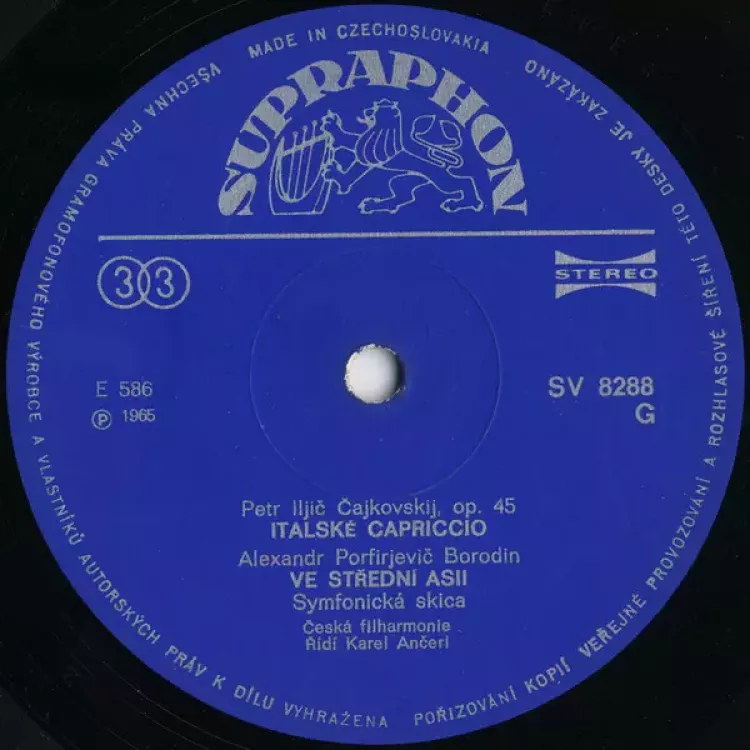 MADE IN CZECHOSLOVAKIA
SUPRAPHON
33
STEREO
E 586
SV 8288
Ⓟ 1965
G
Petr Iljič Čajkovskij, op. 45
ITALSKÉ CAPRICCIO
Alexandr Porfirjevič Borodin
VE STŘEDNÍ ASII
Symfonická skica
Česká filharmonie
Řídí Karel Ančerl
VŠECHNA PRÁVA GRAMOFONOVÉHO VÝROBCE A VLASTNÍKŮ AUTORSKÝCH PRÁV K DÍLU VYHRAŽENA POŘIZOVÁNÍ KOPIÍ VEŘEJNÉ PROVOZOVÁNÍ A ROZHLASOVÉ ŠÍŘENÍ TÉTO DESKY JE ZAKÁZÁNO